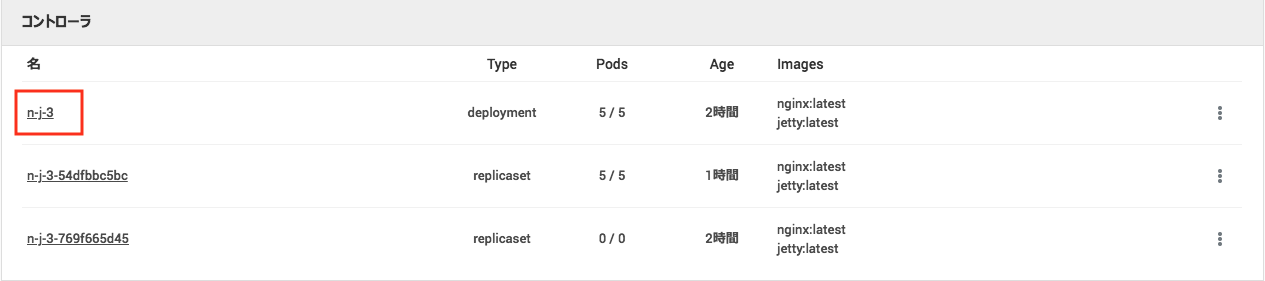 コントローラ
名 Type Pods Age Images
n-j-3 deployment 5 / 5 2時間 nginx:latest
jetty:latest
n-j-3-54dfbbc5bc replicaset 5 / 5 1時間 nginx:latest
jetty:latest
n-j-3-769f665d45 replicaset 0 / 0 2時間 nginx:latest
jetty:latest